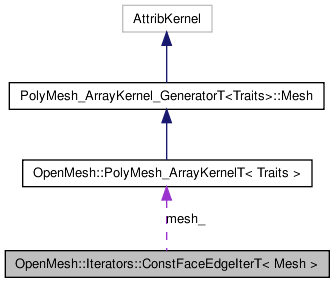 AttribKernel
PolyMesh_ArrayKernel_GeneratorT<Traits>::Mesh
OpenMesh::PolyMesh_ArrayKernelT< Traits >
mesh_
OpenMesh::Iterators::ConstFaceEdgeIterT< Mesh >